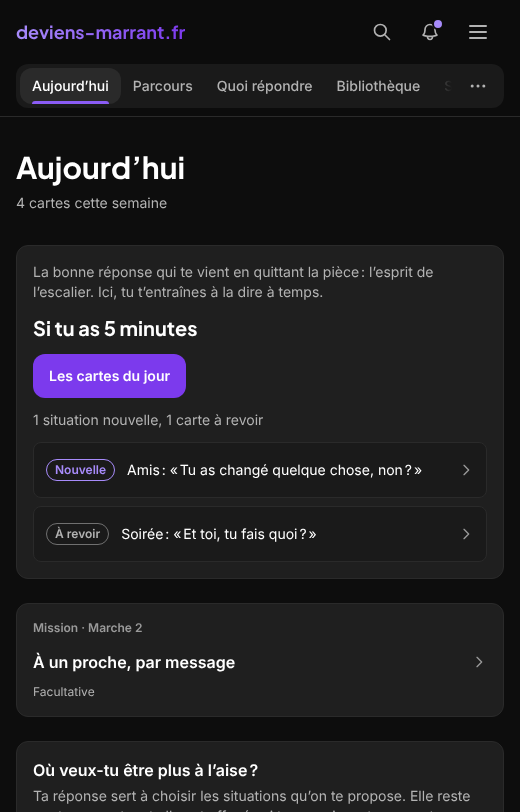 deviens-marrant.fr
Aujourd’hui Parcours Quoi répondre Bibliothèque
Aujourd’hui
4 cartes cette semaine
La bonne réponse qui te vient en quittant la pièce : l’esprit de
l’escalier. Ici, tu t’entraînes à la dire à temps.
Si tu as 5 minutes
Les cartes du jour
1 situation nouvelle, 1 carte à revoir
Nouvelle Amis : « Tu as changé quelque chose, non ? »
À revoir Soirée : « Et toi, tu fais quoi ? »
Mission · Marche 2
À un proche, par message
Facultative
Où veux-tu être plus à l’aise ?
Ta réponse sert à choisir les situations qu’on te propose. Elle reste